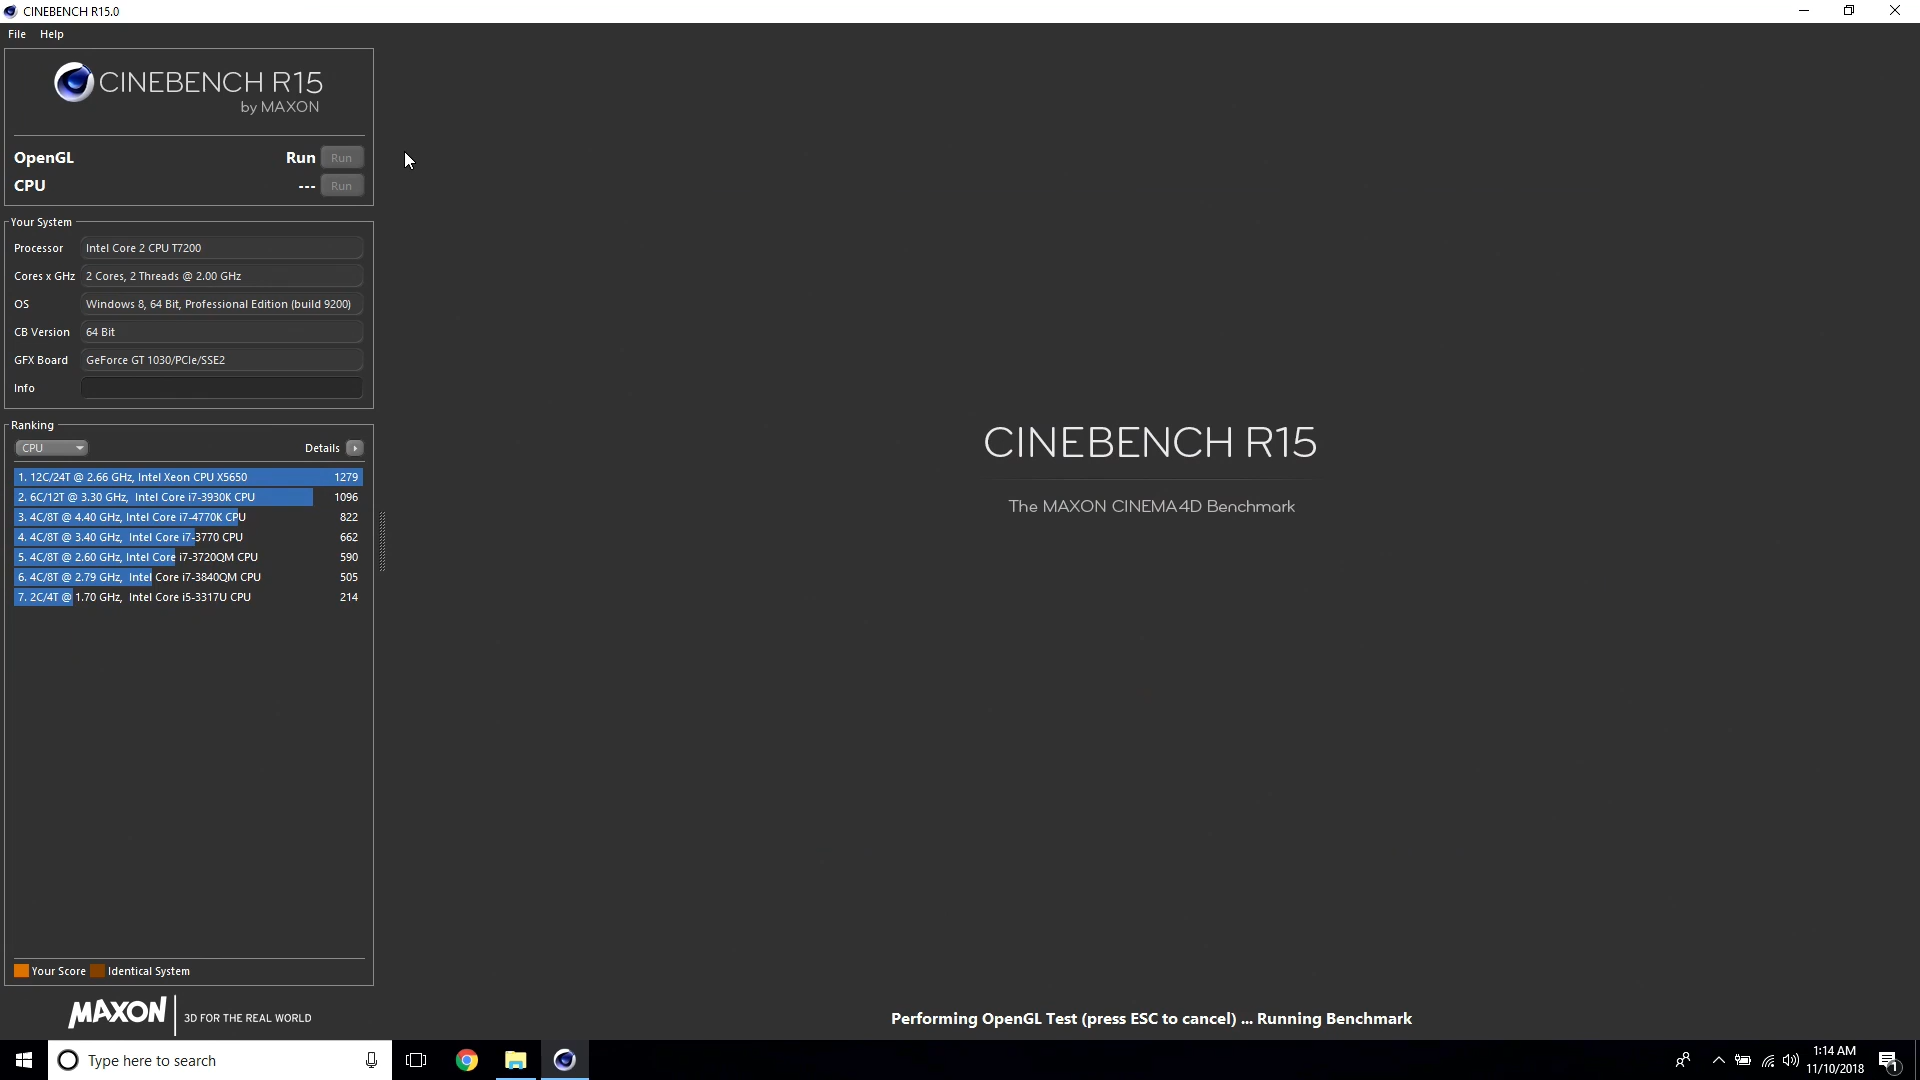 CINEBENCH R15.0
File Help
CINEBENCH R15
by MAXON
OpenGL Run Run
CPU --- Run
Your System
Processor Intel Core 2 CPU T7200
Cores x GHz 2 Cores, 2 Threads @ 2.00 GHz
OS Windows 8, 64 Bit, Professional Edition (build 9200)
CB Version 64 Bit
GFX Board GeForce GT 1030/PCIe/SSE2
Info
Ranking
CPU Details
1. 12C/24T @ 2.66 GHz, Intel Xeon CPU X5650 1279
2. 6C/12T @ 3.30 GHz, Intel Core i7-3930K CPU 1096
3. 4C/8T @ 4.40 GHz, Intel Core i7-4770K CPU 822
4. 4C/8T @ 3.40 GHz, Intel Core i7-3770 CPU 662
5. 4C/8T @ 2.60 GHz, Intel Core i7-3720QM CPU 590
6. 4C/8T @ 2.79 GHz, Intel Core i7-3840QM CPU 505
7. 2C/4T @ 1.70 GHz, Intel Core i5-3317U CPU 214
Your Score Identical System
MAXON 3D FOR THE REAL WORLD
CINEBENCH R15
The MAXON CINEMA4D Benchmark
Performing OpenGL Test (press ESC to cancel) ... Running Benchmark
Type here to search
1:14 AM
11/10/2018
1